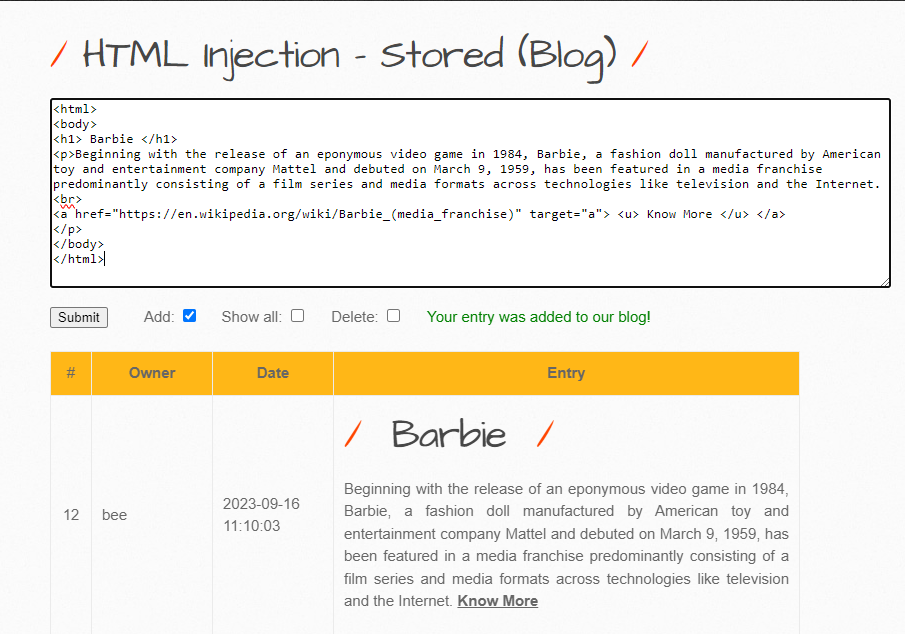 / HTML Injection - Stored (Blog) /
<html>
<body>
<h1> Barbie </h1>
<p>Beginning with the release of an eponymous video game in 1984, Barbie, a fashion doll manufactured by American
toy and entertainment company Mattel and debuted on March 9, 1959, has been featured in a media franchise
predominantly consisting of a film series and media formats across technologies like television and the Internet.
<br>
<a href="https://en.wikipedia.org/wiki/Barbie_(media_franchise)" target="a"> <u> Know More </u> </a>
</p>
</body>
</html>
Submit Add: Show all: Delete: Your entry was added to our blog!
# Owner Date Entry
/ Barbie /
12 bee 2023-09-16
11:10:03
Beginning with the release of an eponymous video game in 1984,
Barbie, a fashion doll manufactured by American toy and
entertainment company Mattel and debuted on March 9, 1959, has
been featured in a media franchise predominantly consisting of a
film series and media formats across technologies like television
and the Internet. Know More